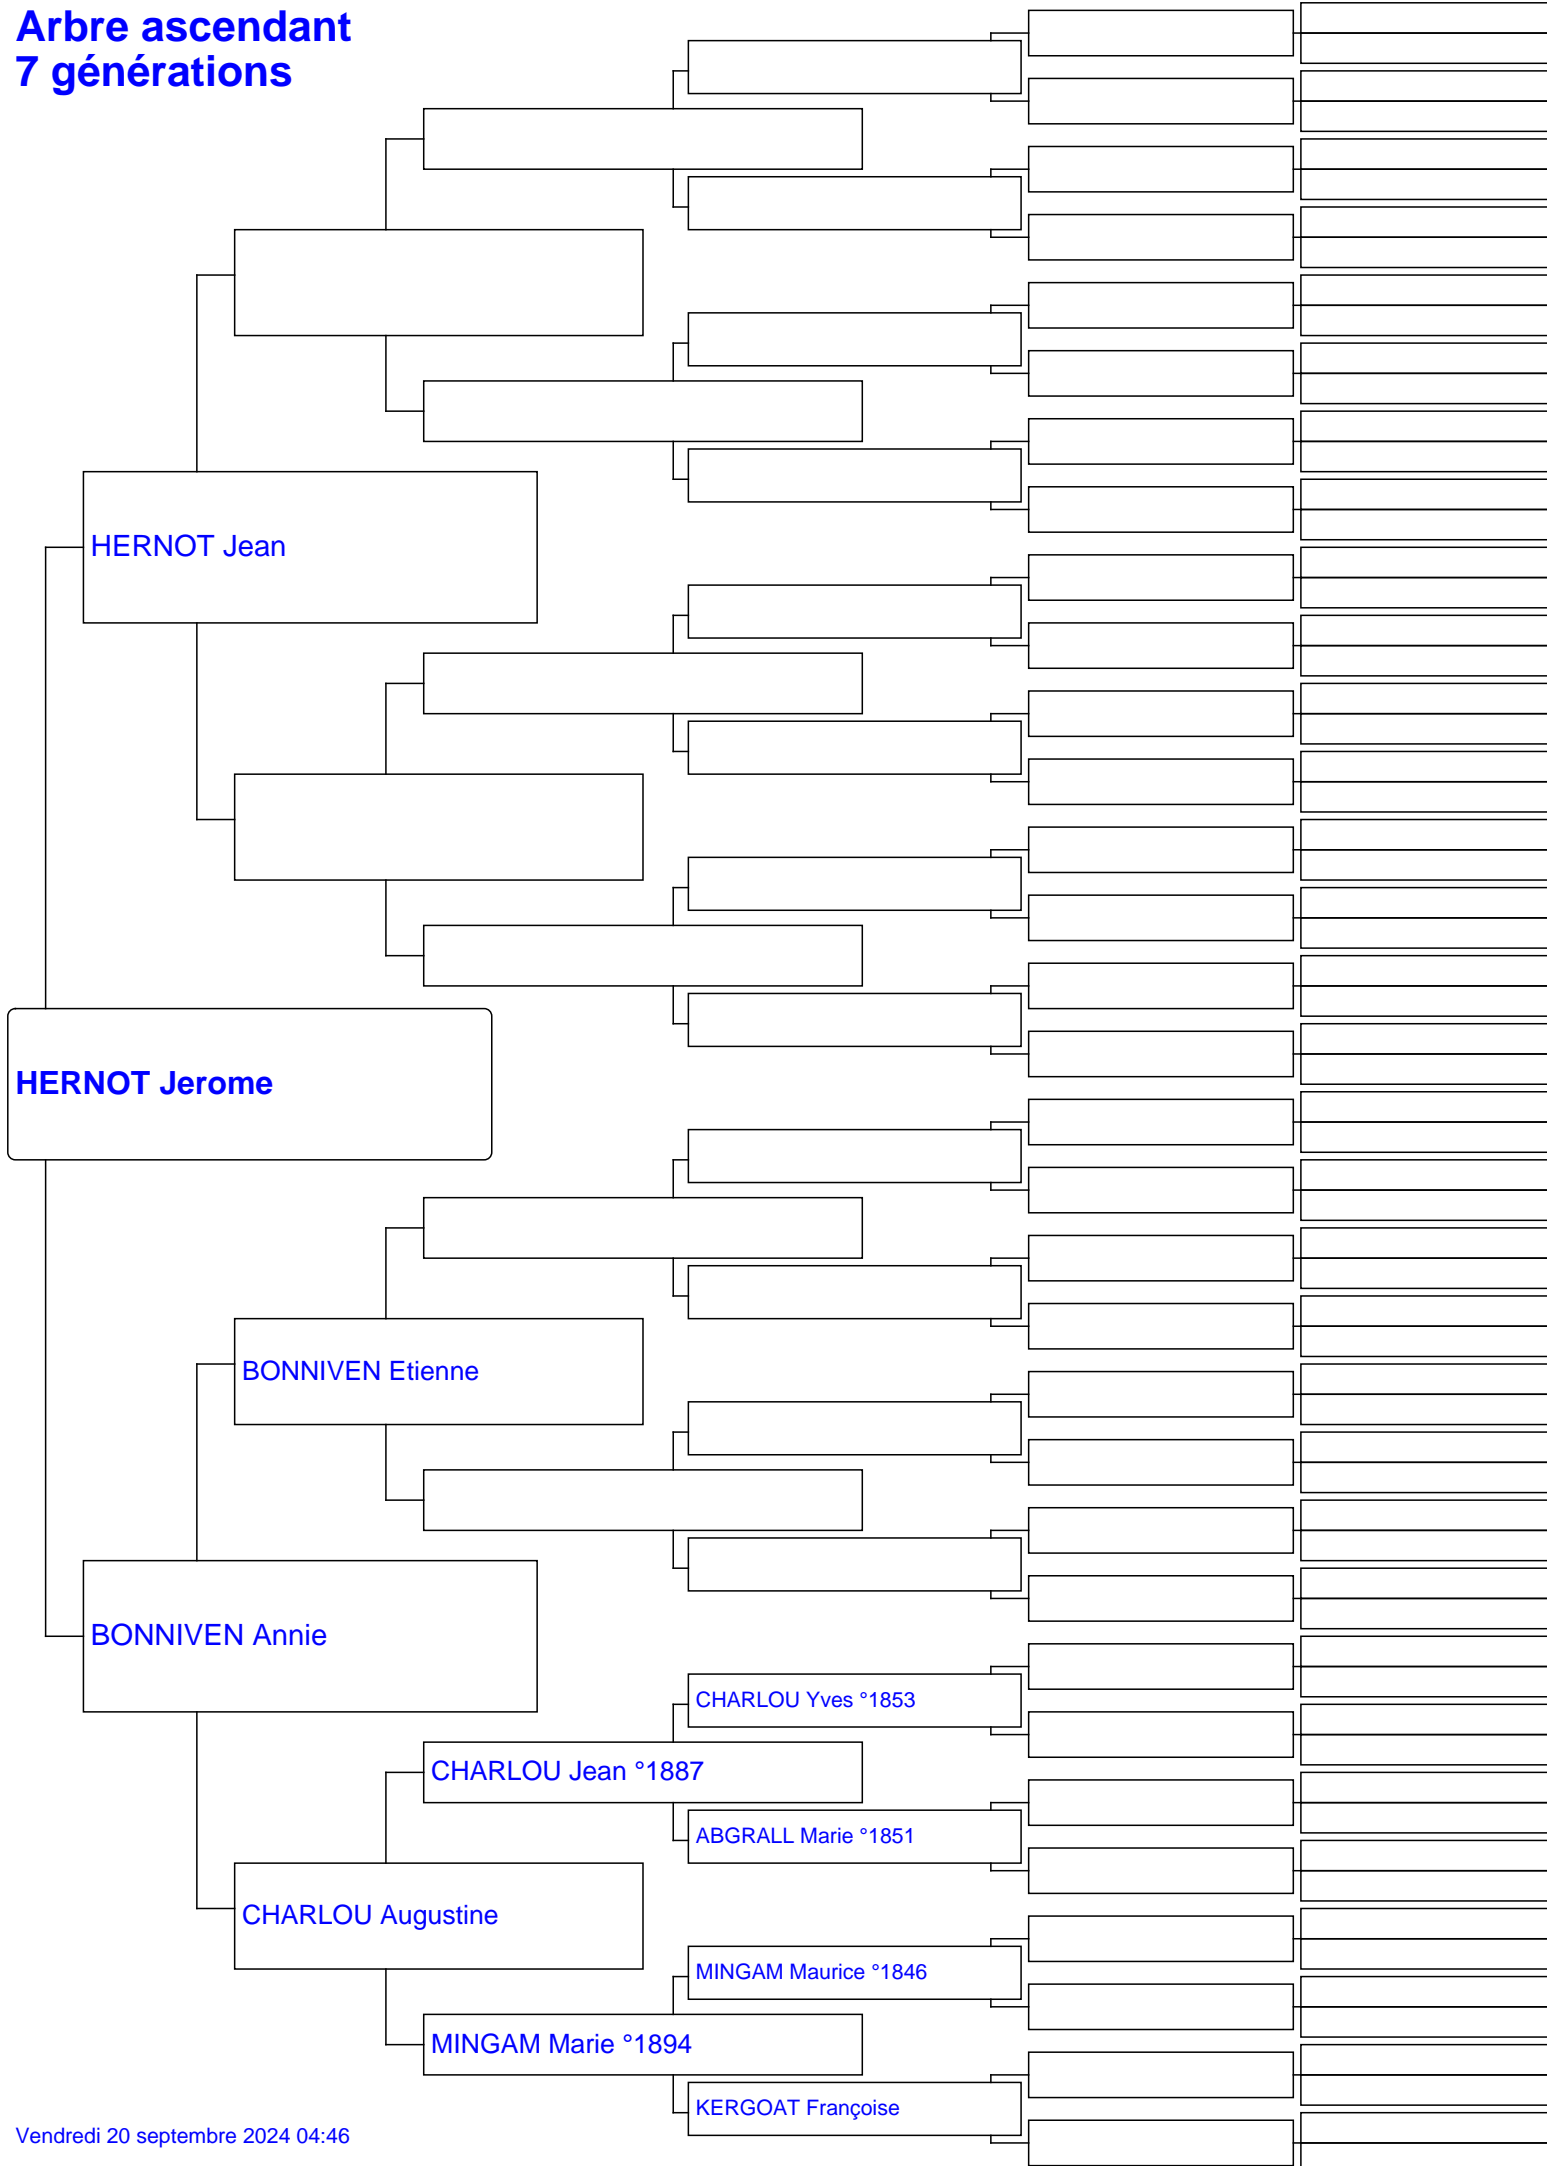 Arbre ascendant
7 générations
HERNOT Jean
HERNOT Jerome
BONNIVEN Etienne
BONNIVEN Annie
CHARLOU Yves °1853
CHARLOU Jean °1887
ABGRALL Marie °1851
CHARLOU Augustine
MINGAM Maurice °1846
MINGAM Marie °1894
KERGOAT Françoise
Vendredi 20 septembre 2024 04:46